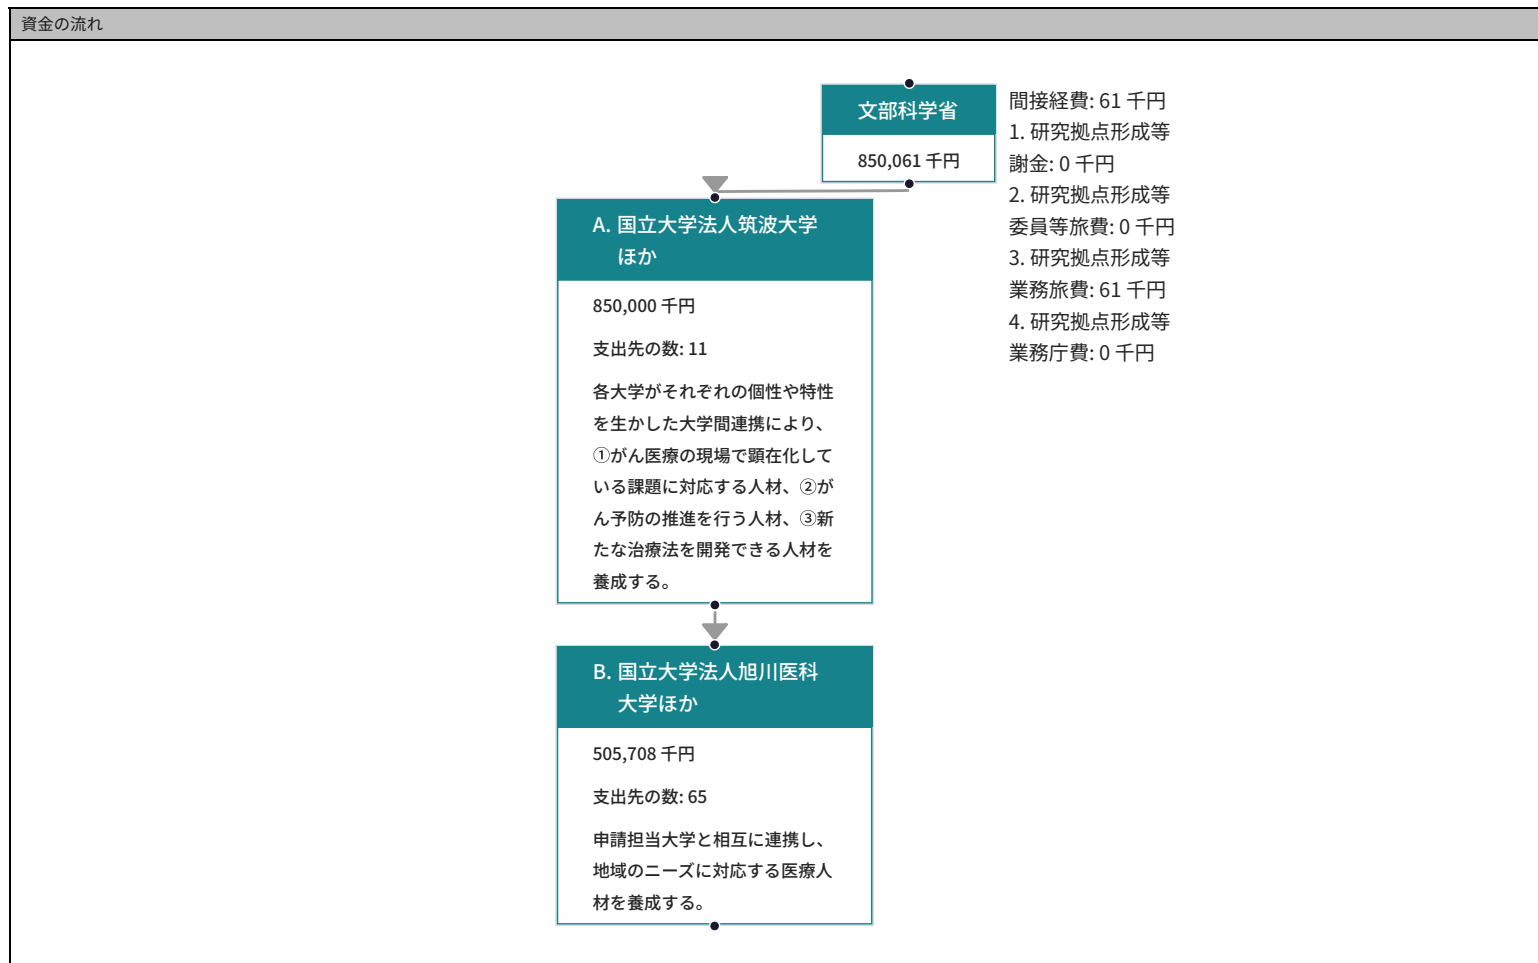 資金の流れ
文部科学省
850,061 千円
間接経費: 61 千円
1. 研究拠点形成等
謝金: 0 千円
2. 研究拠点形成等
委員等旅費: 0 千円
3. 研究拠点形成等
業務旅費: 61 千円
4. 研究拠点形成等
業務庁費: 0 千円
A. 国立大学法人筑波大学
ほか
850,000 千円
支出先の数: 11
各大学がそれぞれの個性や特性
を生かした大学間連携により、
①がん医療の現場で顕在化して
いる課題に対応する人材、②が
ん予防の推進を行う人材、③新
たな治療法を開発できる人材を
養成する。
B. 国立大学法人旭川医科
大学ほか
505,708 千円
支出先の数: 65
申請担当大学と相互に連携し、
地域のニーズに対応する医療人
材を養成する。